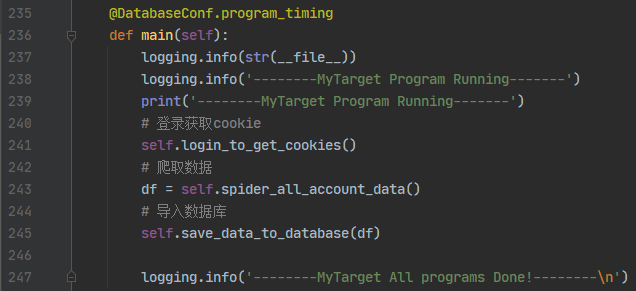 235 @DatabaseConf.program_timing
236 def main(self):
237 logging.info(str(__file__))
238 logging.info('--------MyTarget Program Running-------')
239 print('--------MyTarget Program Running-------')
240 # 登录获取cookie
241 self.login_to_get_cookies()
242 # 爬取数据
243 df = self.spider_all_account_data()
244 # 导入数据库
245 self.save_data_to_database(df)
246
247 logging.info('--------MyTarget All programs Done!--------\n')